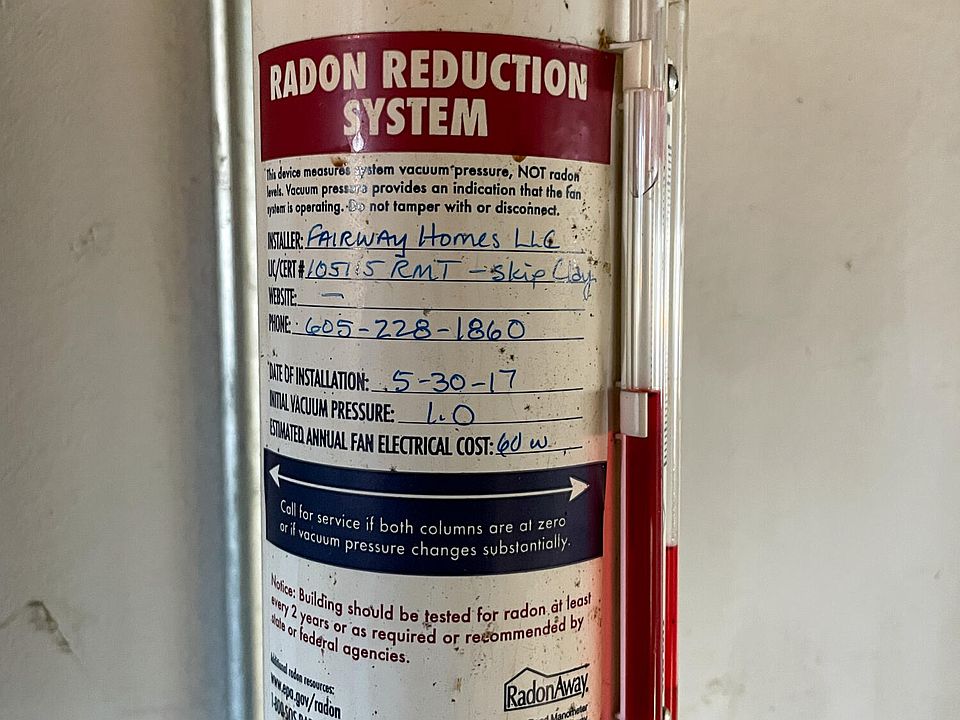 RADON REDUCTION
SYSTEM
This device measures system vacuum pressure, NOT radon
levels. Vacuum pressure provides an indication that the fan
system is operating. Do not tamper with or disconnect.
INSTALLER: FAIRWAY Homes LLC
LIC/CERT # 105715 RMT - Skip Clay
WEBSITE: —
PHONE: 605-228-1860
DATE OF INSTALLATION: 5-30-17
INITIAL VACUUM PRESSURE: 1.0
ESTIMATED ANNUAL FAN ELECTRICAL COST: 60 w
Call for service if both columns are at zero
or if vacuum pressure changes substantially.
Notice: Building should be tested for radon at least
every 2 years or as required or recommended by
state or federal agencies.
Additional radon resources:
www.epa.gov/radon
1-800-SOS
RadonAway
Manometer